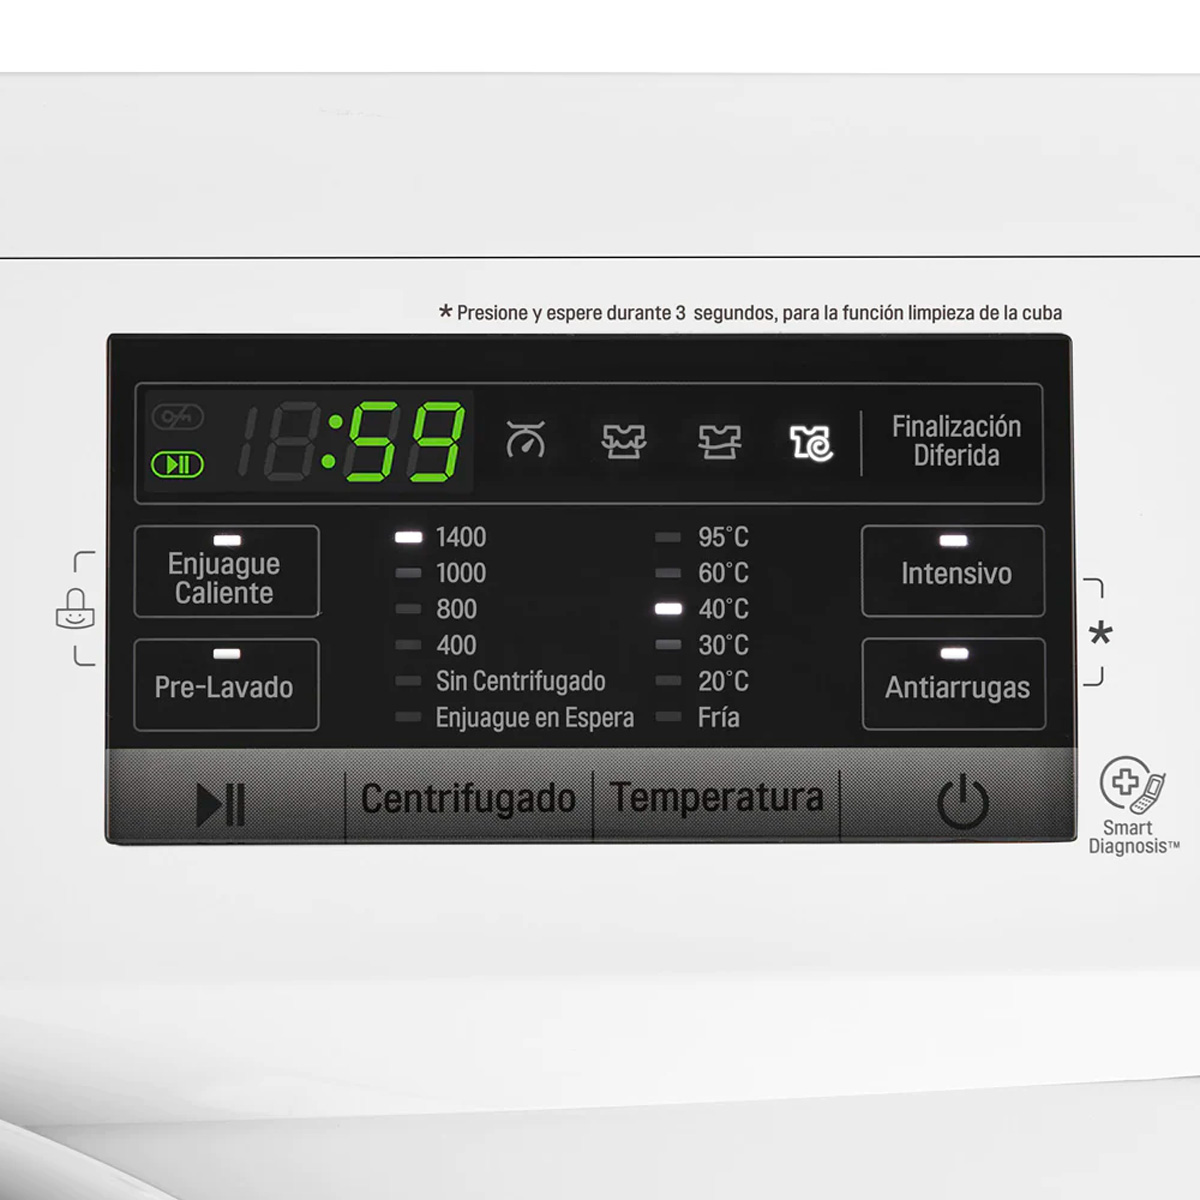 * Presione y espere durante 3 segundos, para la función limpieza de la cuba
:59
Finalización
Diferida
Enjuague
Caliente
Pre-Lavado
1400
1000
800
400
Sin Centrifugado
Enjuague en Espera
95°C
60°C
40°C
30°C
20°C
Fría
Intensivo
Antiarrugas
*
Centrifugado
Temperatura
Smart
Diagnosis™